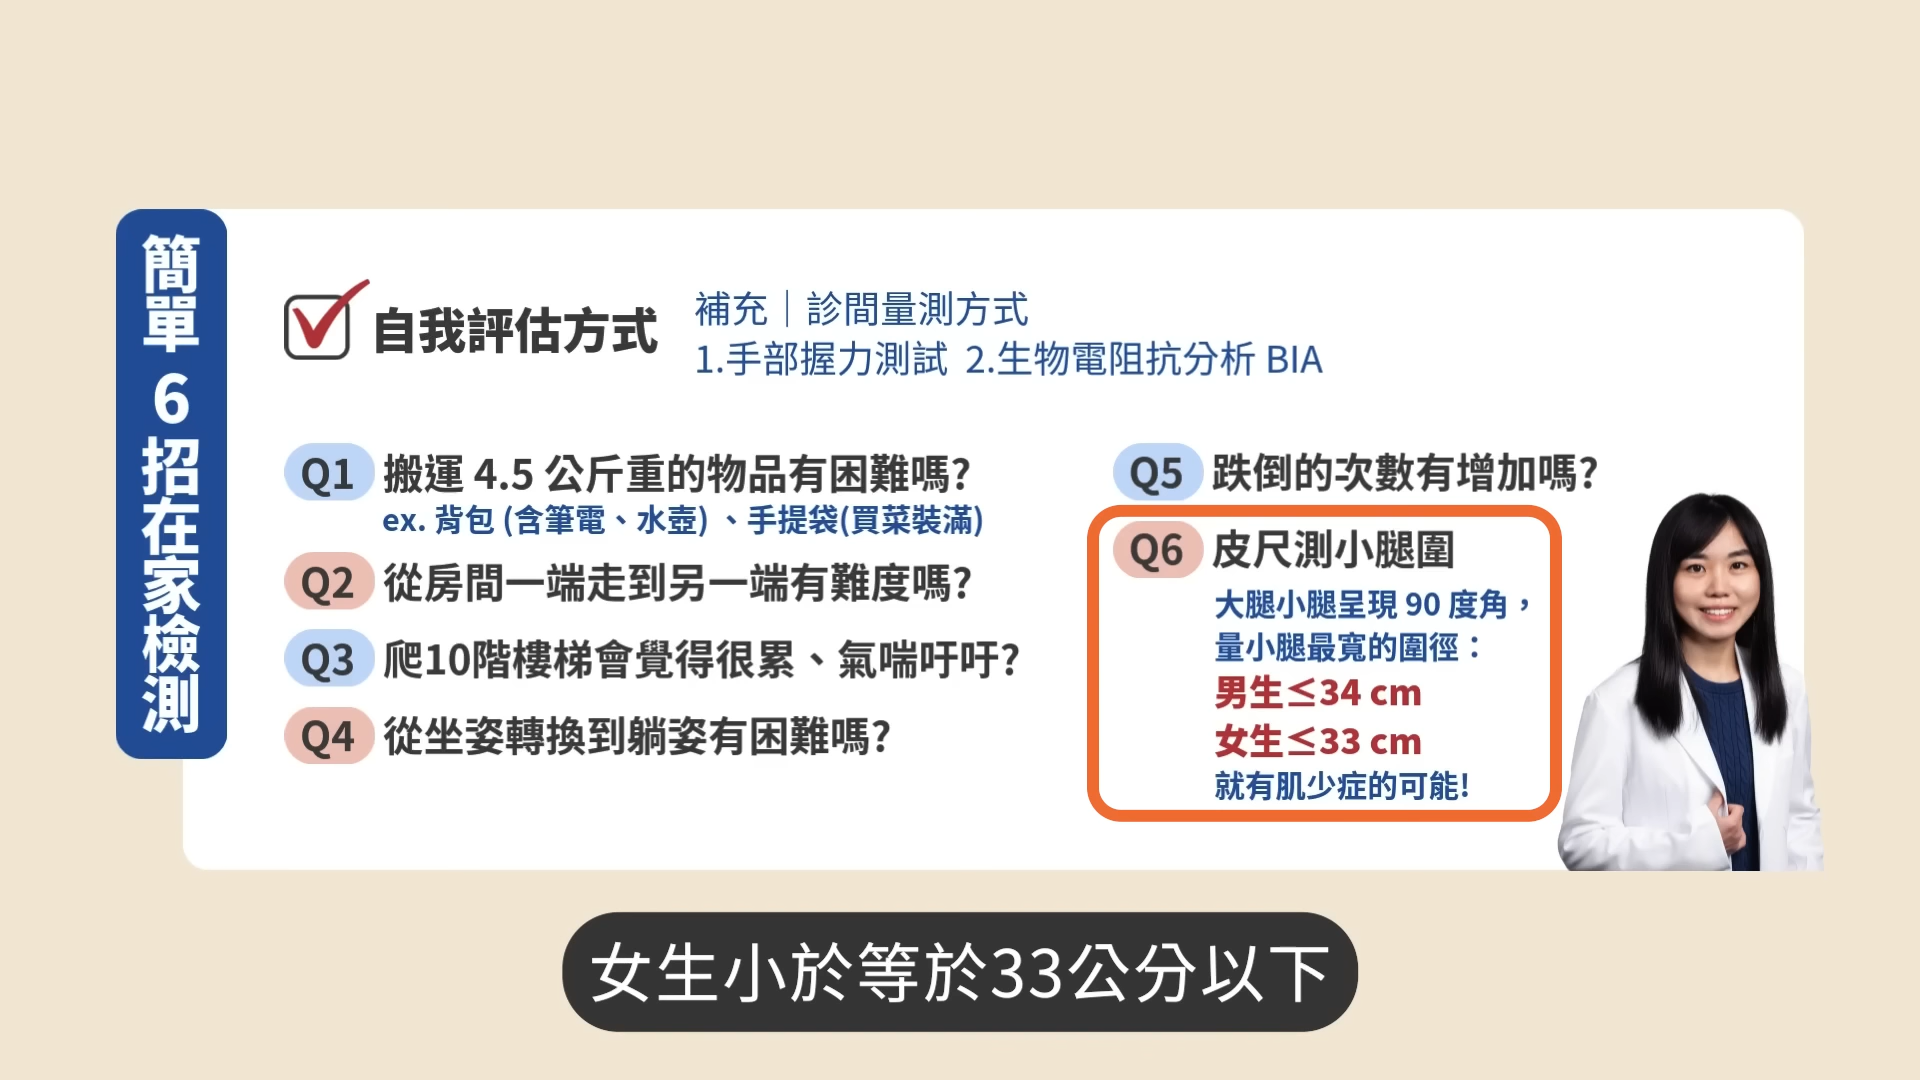 簡單6招在家檢測
自我評估方式
補充｜診間量測方式
1.手部握力測試 2.生物電阻抗分析 BIA
Q1 搬運 4.5 公斤重的物品有困難嗎?
ex. 背包 (含筆電、水壺) 、手提袋(買菜裝滿)
Q2 從房間一端走到另一端有難度嗎?
Q3 爬10階樓梯會覺得很累、氣喘吁吁?
Q4 從坐姿轉換到躺姿有困難嗎?
Q5 跌倒的次數有增加嗎?
Q6 皮尺測小腿圍
大腿小腿呈現 90 度角，
量小腿最寬的圍徑：
男生≤34 cm
女生≤33 cm
就有肌少症的可能!
女生小於等於33公分以下